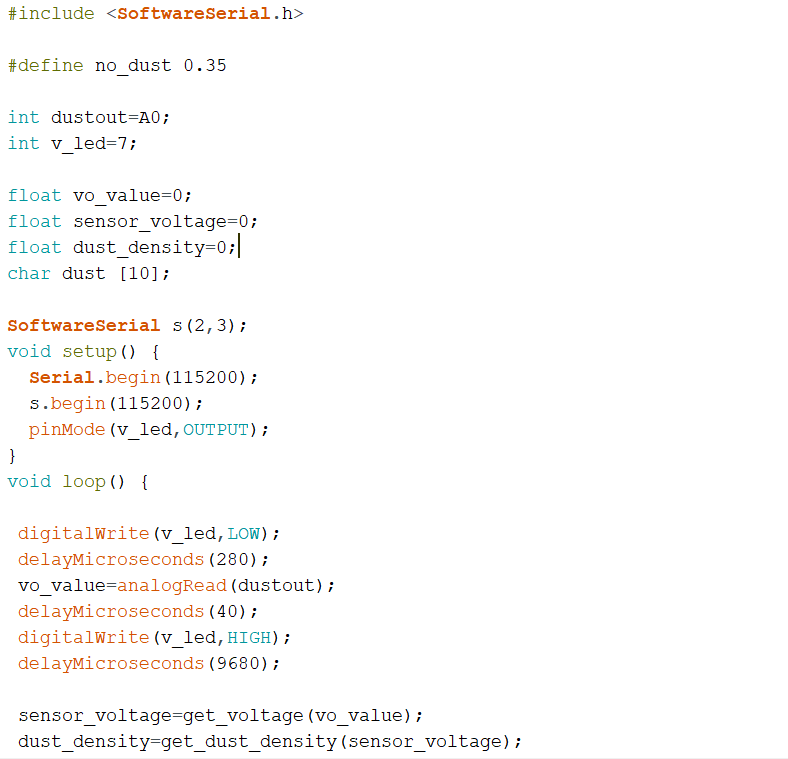 #include <SoftwareSerial.h>
#define no_dust 0.35
int dustout=A0;
int v_led=7;
float vo_value=0;
float sensor_voltage=0;
float dust_density=0;
char dust [10];
SoftwareSerial s(2,3);
void setup() {
Serial.begin(115200);
s.begin(115200);
pinMode(v_led,OUTPUT);
}
void loop() {
digitalWrite(v_led,LOW);
delayMicroseconds(280);
vo_value=analogRead(dustout);
delayMicroseconds(40);
digitalWrite(v_led,HIGH);
delayMicroseconds(9680);
sensor_voltage=get_voltage(vo_value);
dust_density=get_dust_density(sensor_voltage);